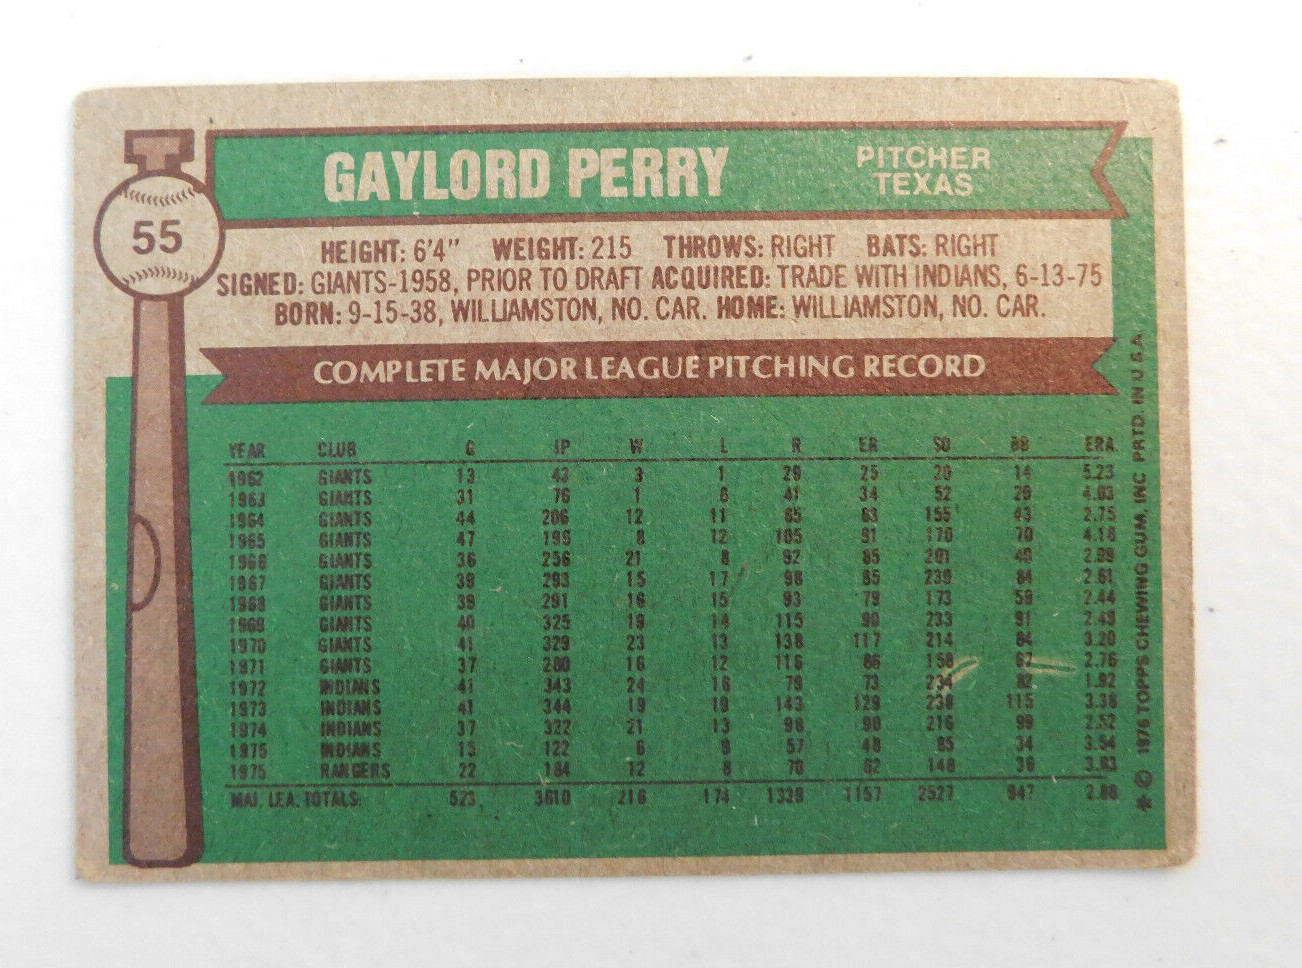 GAYLORD PERRY
PITCHER
TEXAS
55
HEIGHT: 6'4" WEIGHT: 215 THROWS: RIGHT BATS: RIGHT
SIGNED: GIANTS-1958, PRIOR TO DRAFT ACQUIRED: TRADE WITH INDIANS, 6-13-75
BORN: 9-15-38, WILLIAMSTON, NO. CAR. HOME: WILLIAMSTON, NO. CAR.
COMPLETE MAJOR LEAGUE PITCHING RECORD
YEAR CLUB G IP W L R ER SO BB ERA
1962 GIANTS 13 43 3 1 29 25 20 14 5.23
1963 GIANTS 31 76 1 6 41 34 52 29 4.03
1964 GIANTS 44 206 12 11 65 63 155 43 2.75
1965 GIANTS 47 196 8 12 105 91 170 70 4.18
1966 GIANTS 36 256 21 8 92 85 201 40 2.99
1967 GIANTS 39 293 15 17 98 85 230 84 2.61
1968 GIANTS 39 291 16 15 93 79 173 59 2.44
1969 GIANTS 40 325 19 14 115 90 233 91 2.49
1970 GIANTS 41 329 23 13 138 117 214 84 3.20
1971 GIANTS 37 280 16 12 116 86 158 67 2.76
1972 INDIANS 41 343 24 16 79 73 234 82 1.92
1973 INDIANS 41 344 19 19 143 129 238 115 3.38
1974 INDIANS 37 322 21 13 98 90 216 99 2.52
1975 INDIANS 15 122 6 9 57 48 85 34 3.54
1975 RANGERS 22 184 12 8 70 62 148 36 3.03
MAJ. LEA. TOTALS: 523 3610 216 174 1339 1157 2527 947 2.88
* © 1976 TOPPS CHEWING GUM, INC PRTD. IN U.S.A.